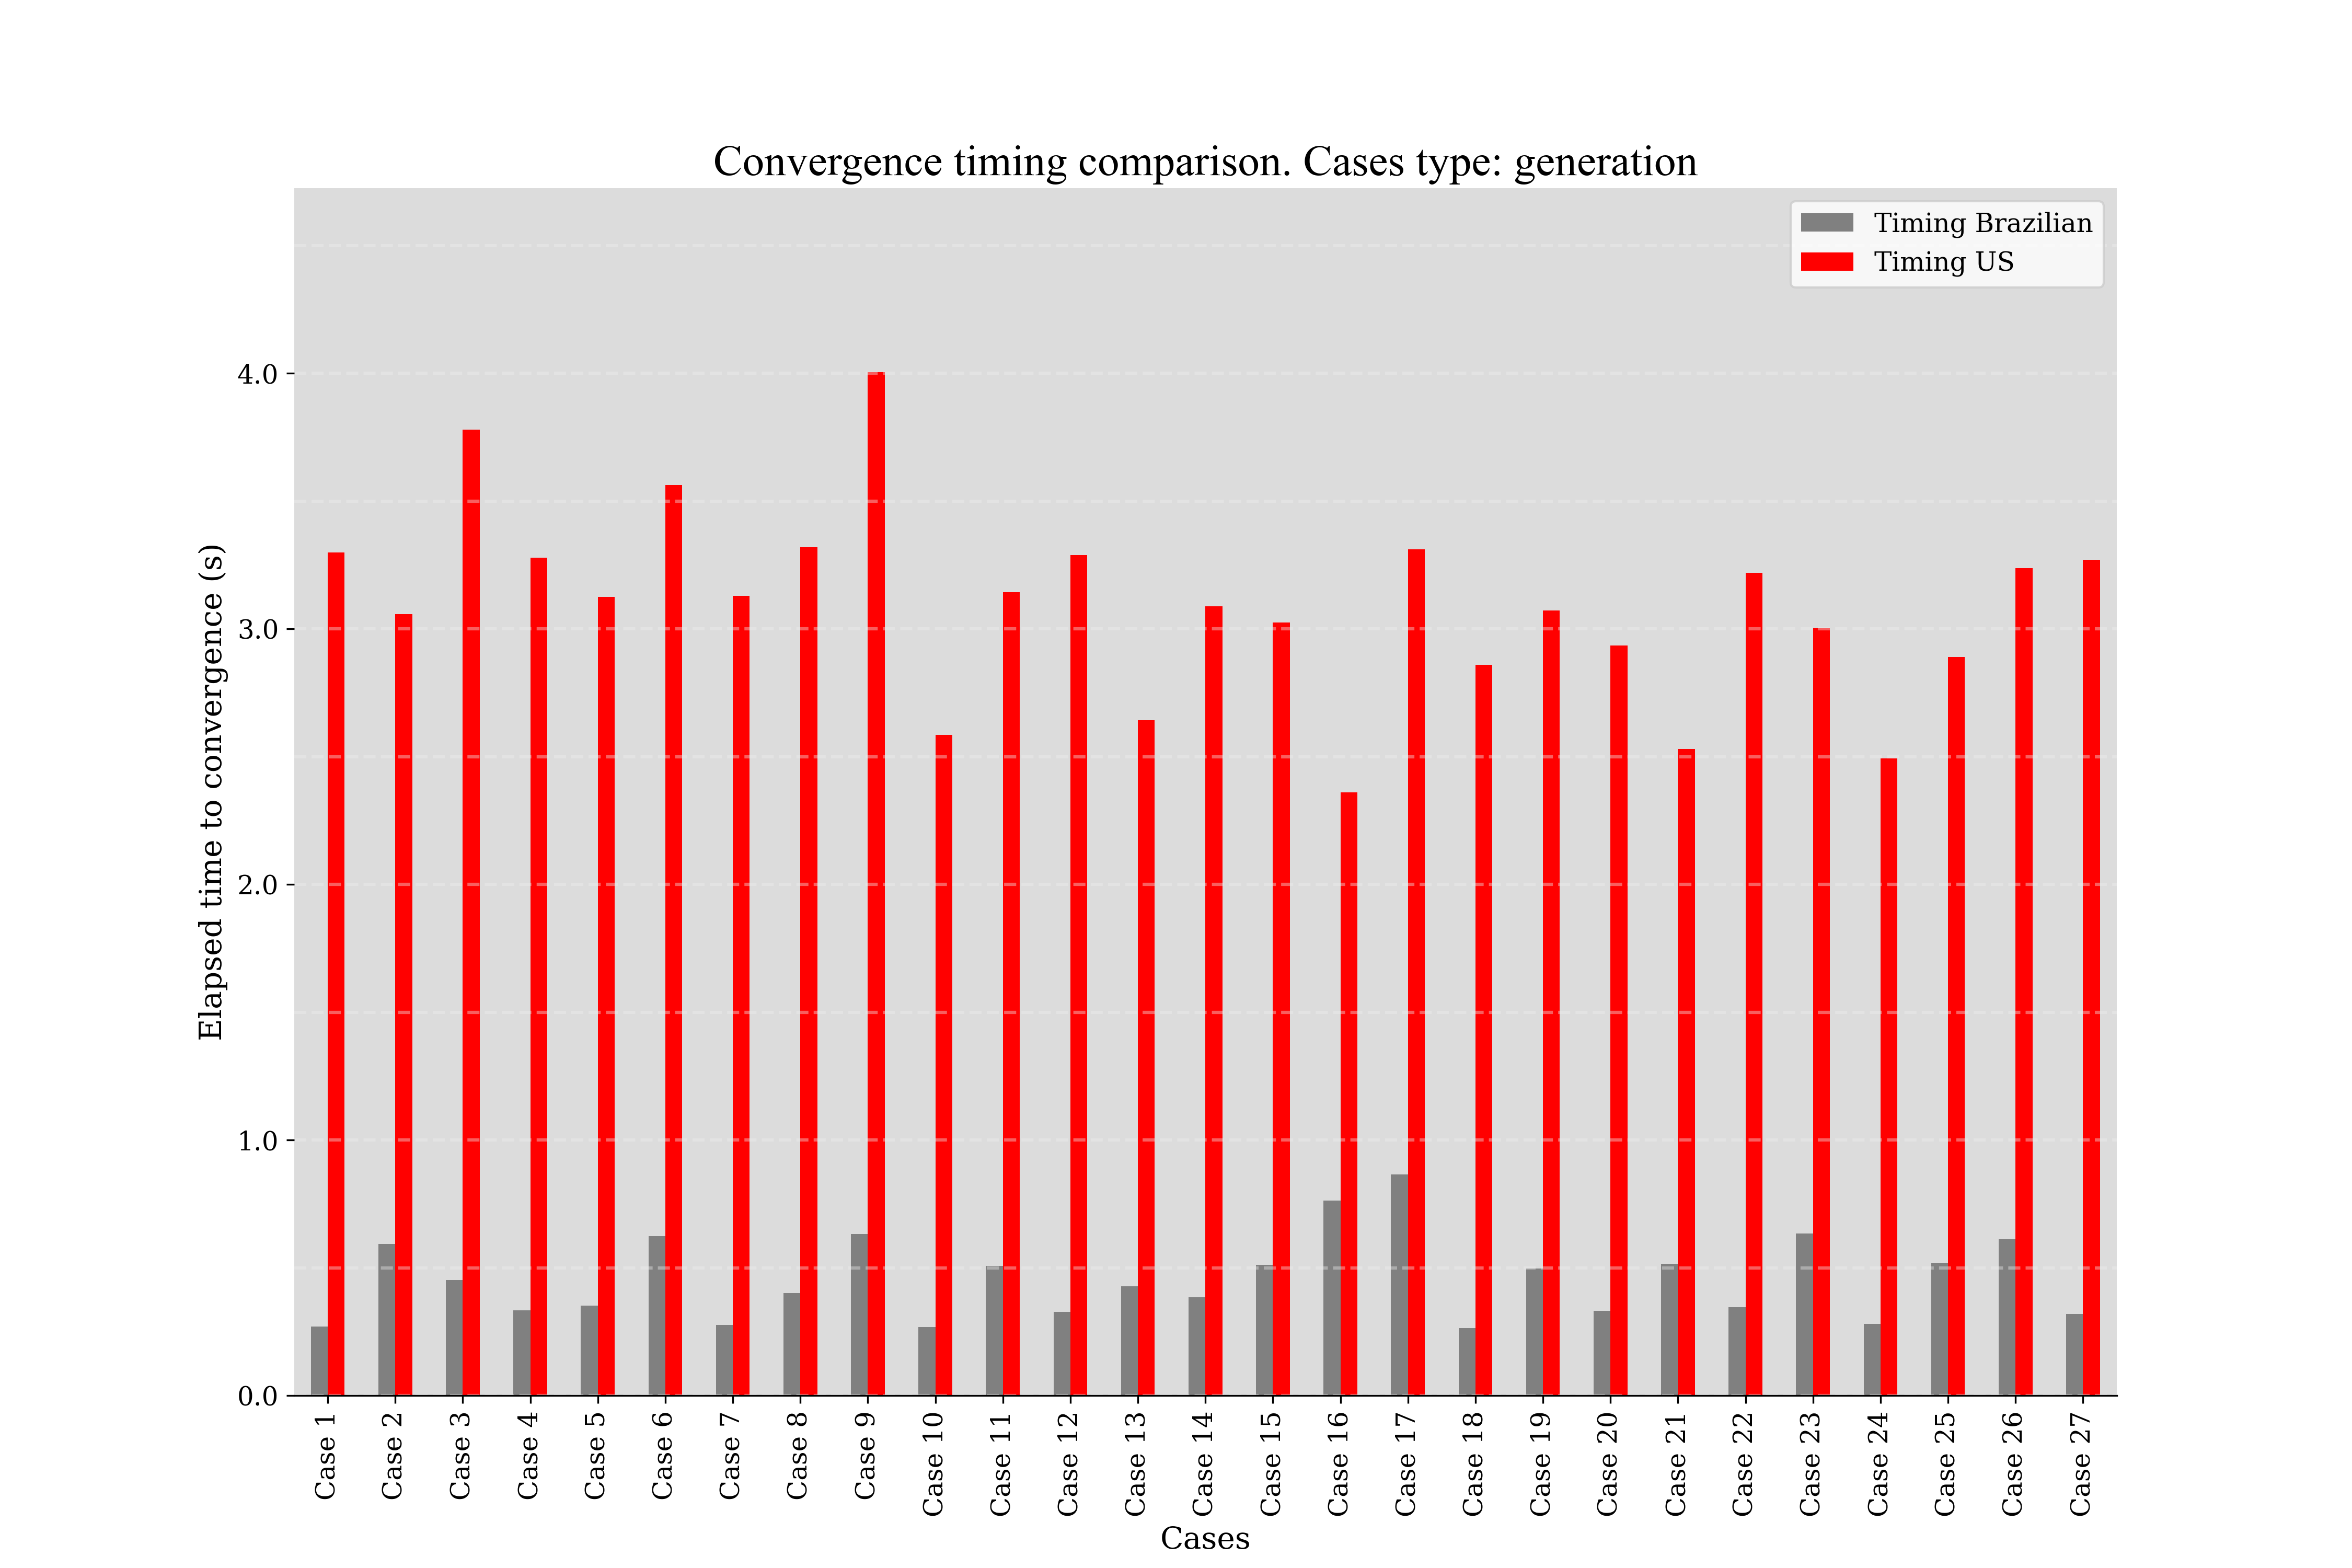 Convergence timing comparison. Cases type: generation
Timing Brazilian
Timing US
Elapsed time to convergence (s)
4.0
3.0
2.0
1.0
0.0
Case 1
Case 2
Case 3
Case 4
Case 5
Case 6
Case 7
Case 8
Case 9
Case 10
Case 11
Case 12
Case 13
Case 14
Case 15
Case 16
Case 17
Case 18
Case 19
Case 20
Case 21
Case 22
Case 23
Case 24
Case 25
Case 26
Case 27
Cases